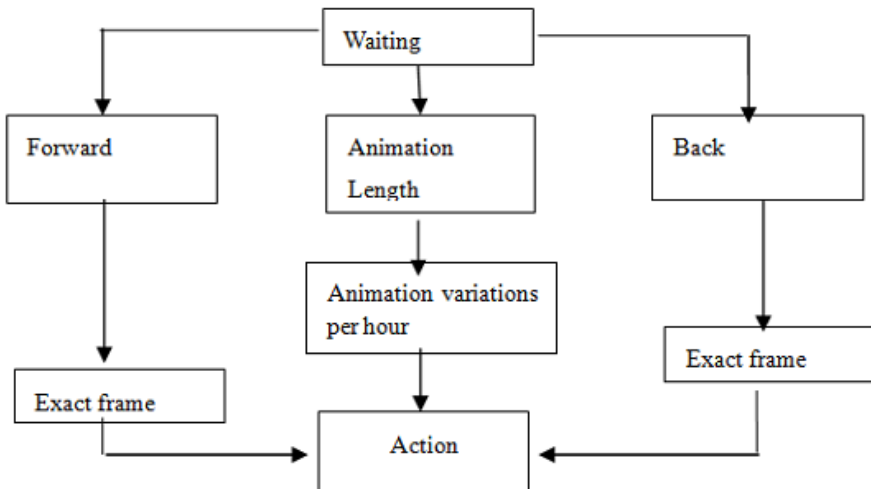 Waiting
Forward
Animation
Length
Back
Animation variations
per hour
Exact frame
Exact frame
Action